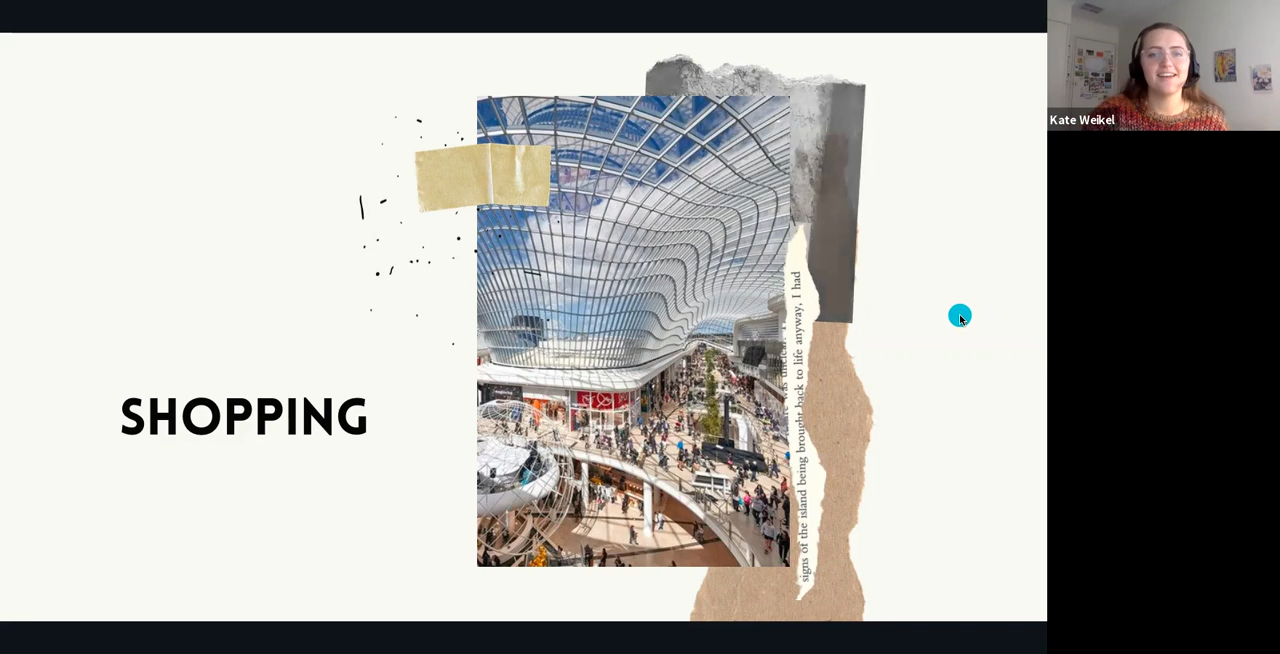 SHOPPING
signs of the island being brought back to life anyway, I had
Kate Weikel